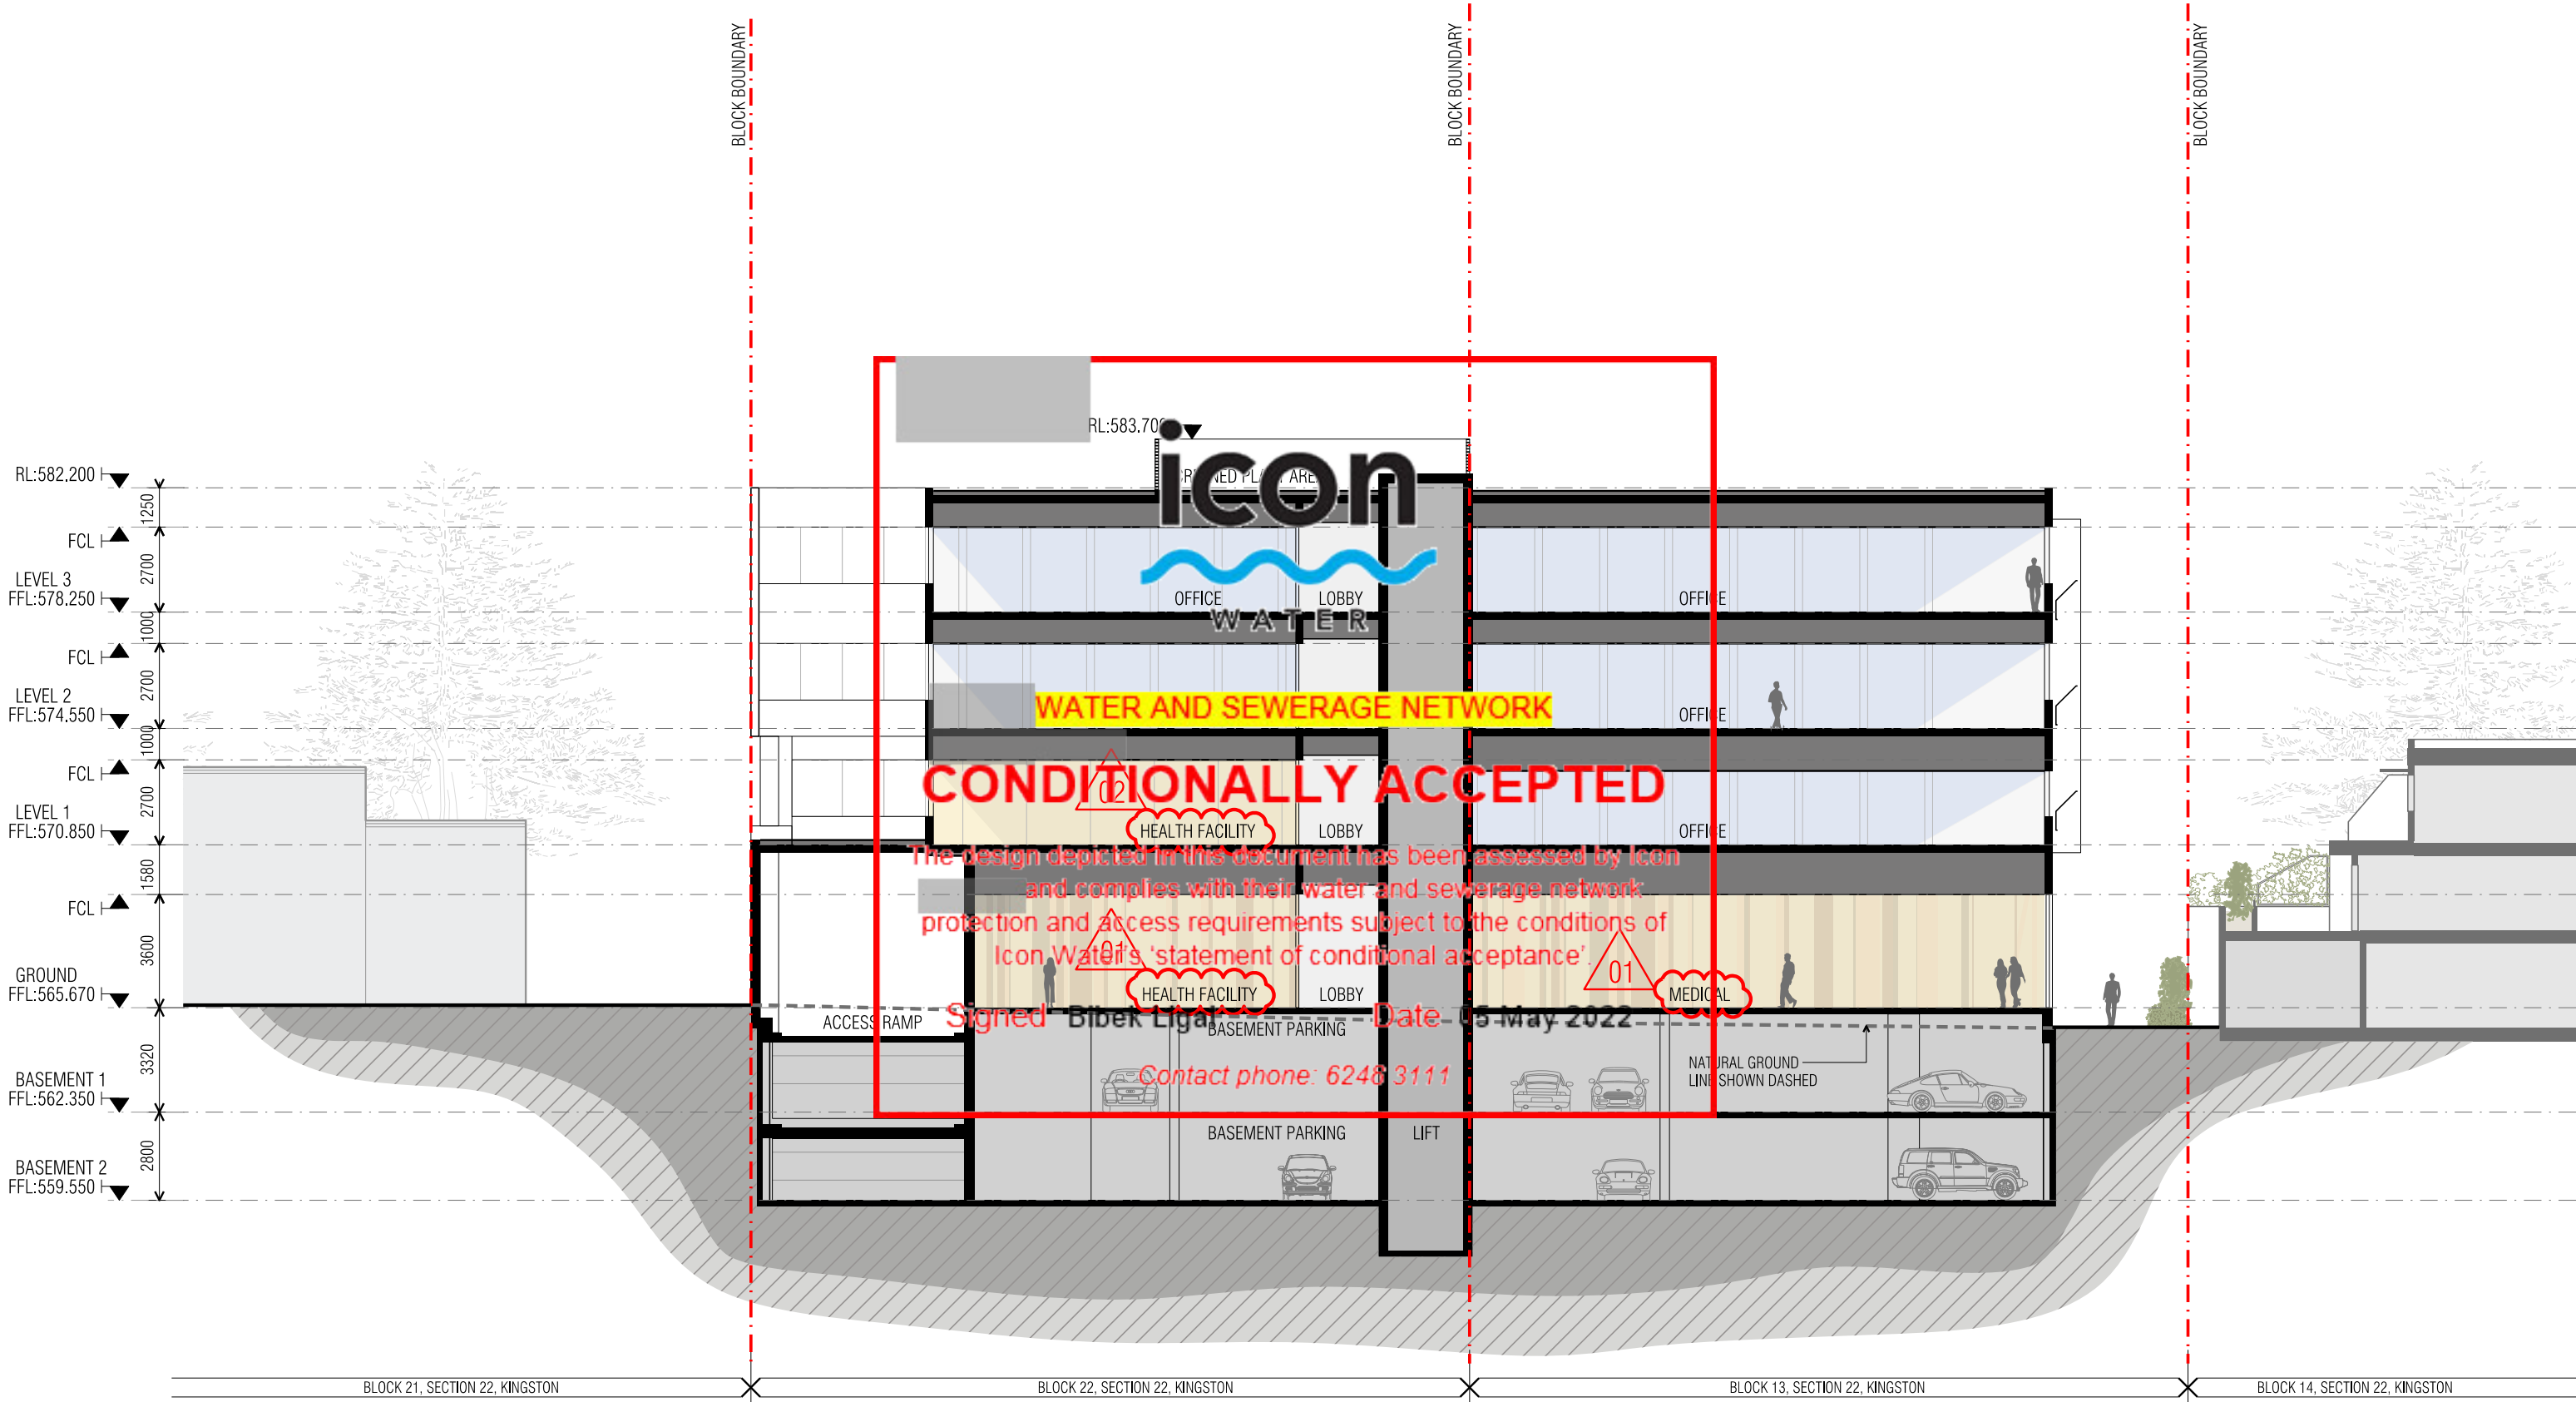 BLOCK BOUNDARY
BLOCK BOUNDARY
BLOCK BOUNDARY
RL:583.700
RL:582.200
1250
FCL
2700
LEVEL 3
FFL:578.250
1000
FCL
2700
LEVEL 2
FFL:574.550
1000
FCL
2700
LEVEL 1
FFL:570.850
1580
FCL
3600
GROUND
FFL:565.670
3320
BASEMENT 1
FFL:562.350
2800
BASEMENT 2
FFL:559.550
icon
WATER
OFFICE
LOBBY
OFFICE
WATER AND SEWERAGE NETWORK
OFFICE
CONDITIONALLY ACCEPTED
02
HEALTH FACILITY
LOBBY
OFFICE
The design depicted in this document has been assessed by Icon
and complies with their water and sewerage network
protection and access requirements subject to the conditions of
Icon Water's 'statement of conditional acceptance'.
01
01
HEALTH FACILITY
LOBBY
MEDICAL
ACCESS RAMP
Signed Bibek Ligal Date 05 May 2022
BASEMENT PARKING
NATURAL GROUND
LINE SHOWN DASHED
Contact phone: 6248 3111
BASEMENT PARKING
LIFT
BLOCK 21, SECTION 22, KINGSTON
BLOCK 22, SECTION 22, KINGSTON
BLOCK 13, SECTION 22, KINGSTON
BLOCK 14, SECTION 22, KINGSTON